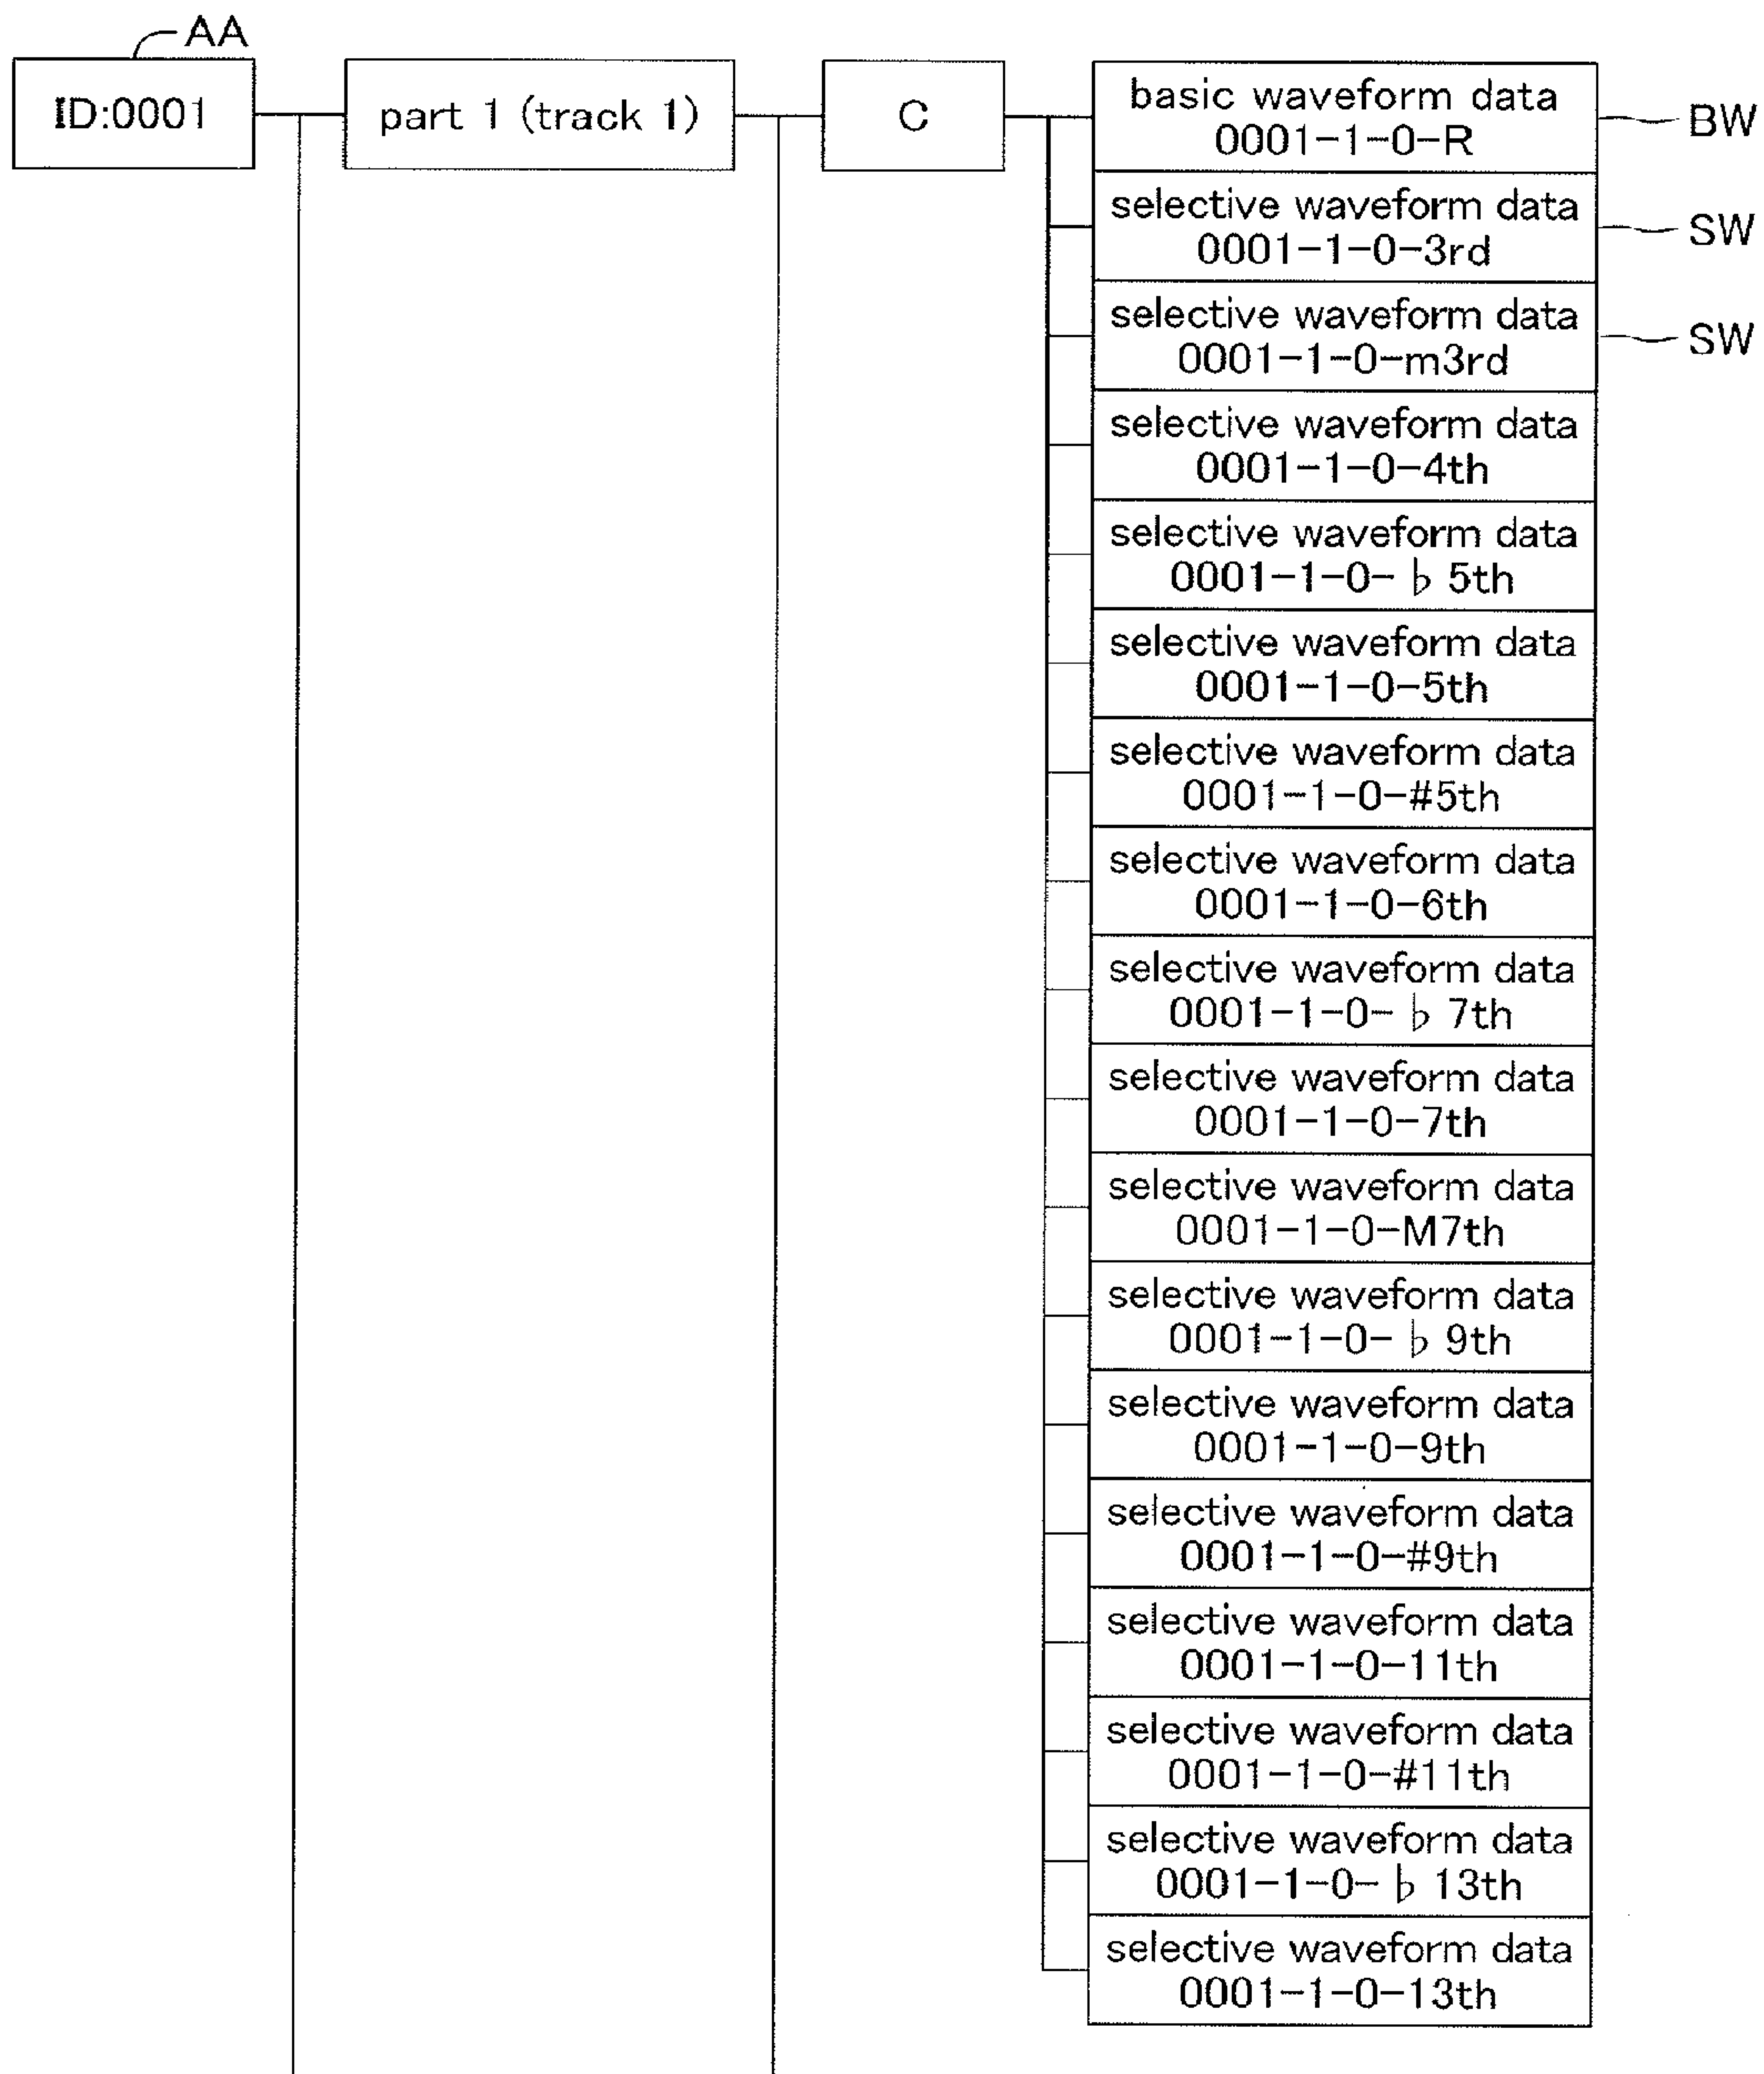 AA
ID:0001
part 1 (track 1)
C
basic waveform data
0001-1-0-R
BW
selective waveform data
0001-1-0-3rd
SW
selective waveform data
0001-1-0-m3rd
SW
selective waveform data
0001-1-0-4th
selective waveform data
0001-1-0-♭5th
selective waveform data
0001-1-0-5th
selective waveform data
0001-1-0-#5th
selective waveform data
0001-1-0-6th
selective waveform data
0001-1-0-♭7th
selective waveform data
0001-1-0-7th
selective waveform data
0001-1-0-M7th
selective waveform data
0001-1-0-♭9th
selective waveform data
0001-1-0-9th
selective waveform data
0001-1-0-#9th
selective waveform data
0001-1-0-11th
selective waveform data
0001-1-0-#11th
selective waveform data
0001-1-0-♭13th
selective waveform data
0001-1-0-13th